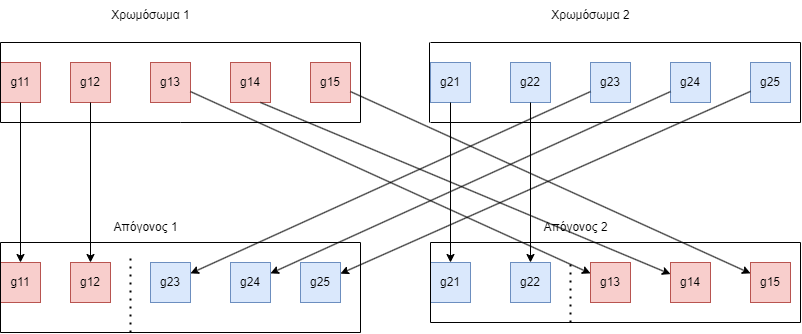 Χρωμόσωμα 1
Χρωμόσωμα 2
g11 g12 g13 g14 g15
g21 g22 g23 g24 g25
Απόγονος 1
Απόγονος 2
g11 g12 g23 g24 g25
g21 g22 g13 g14 g15